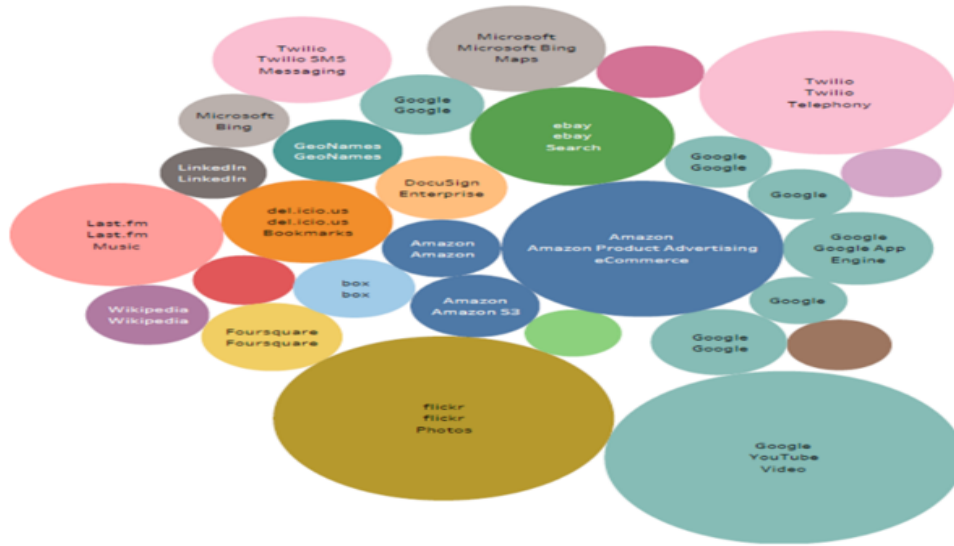 Twilio
Twilio SMS
Messaging
Microsoft
Microsoft Bing
Maps
Twilio
Twilio
Telephony
Google
Google
Microsoft
Bing
ebay
ebay
Search
GeoNames
GeoNames
Google
Google
LinkedIn
LinkedIn
DocuSign
Enterprise
Google
Last.fm
Last.fm
Music
del.icio.us
del.icio.us
Bookmarks
Amazon
Amazon
Amazon
Amazon Product Advertising
eCommerce
Google
Google App
Engine
box
box
Amazon
Amazon S3
Google
Wikipedia
Wikipedia
Foursquare
Foursquare
Google
Google
flickr
flickr
Photos
Google
YouTube
Video